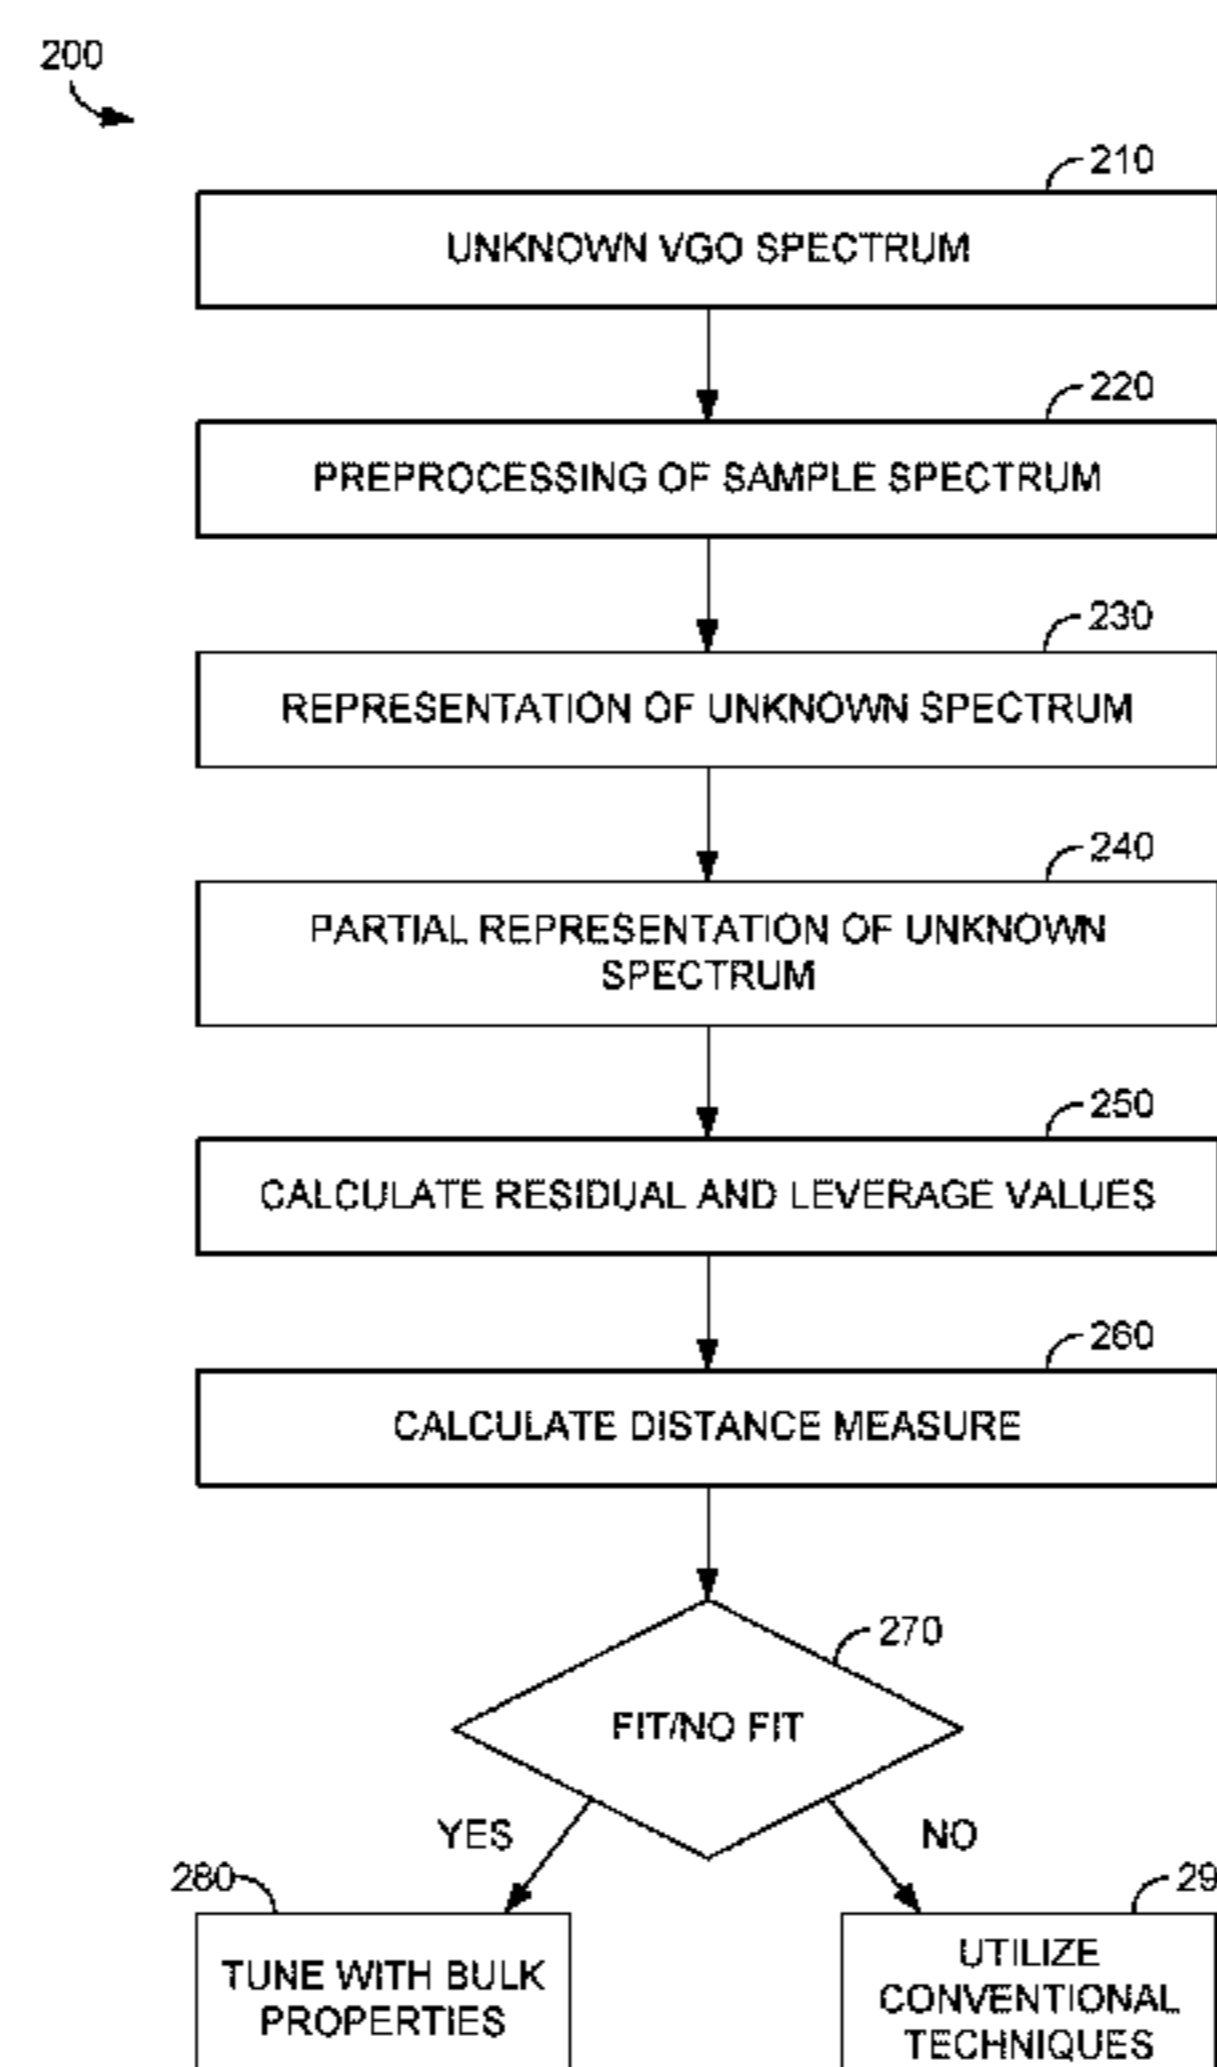 200
210
UNKNOWN VGO SPECTRUM
220
PREPROCESSING OF SAMPLE SPECTRUM
230
REPRESENTATION OF UNKNOWN SPECTRUM
240
PARTIAL REPRESENTATION OF UNKNOWN
SPECTRUM
250
CALCULATE RESIDUAL AND LEVERAGE VALUES
260
CALCULATE DISTANCE MEASURE
270
FIT/NO FIT
YES
NO
280
29
TUNE WITH BULK
PROPERTIES
UTILIZE
CONVENTIONAL
TECHNIQUES